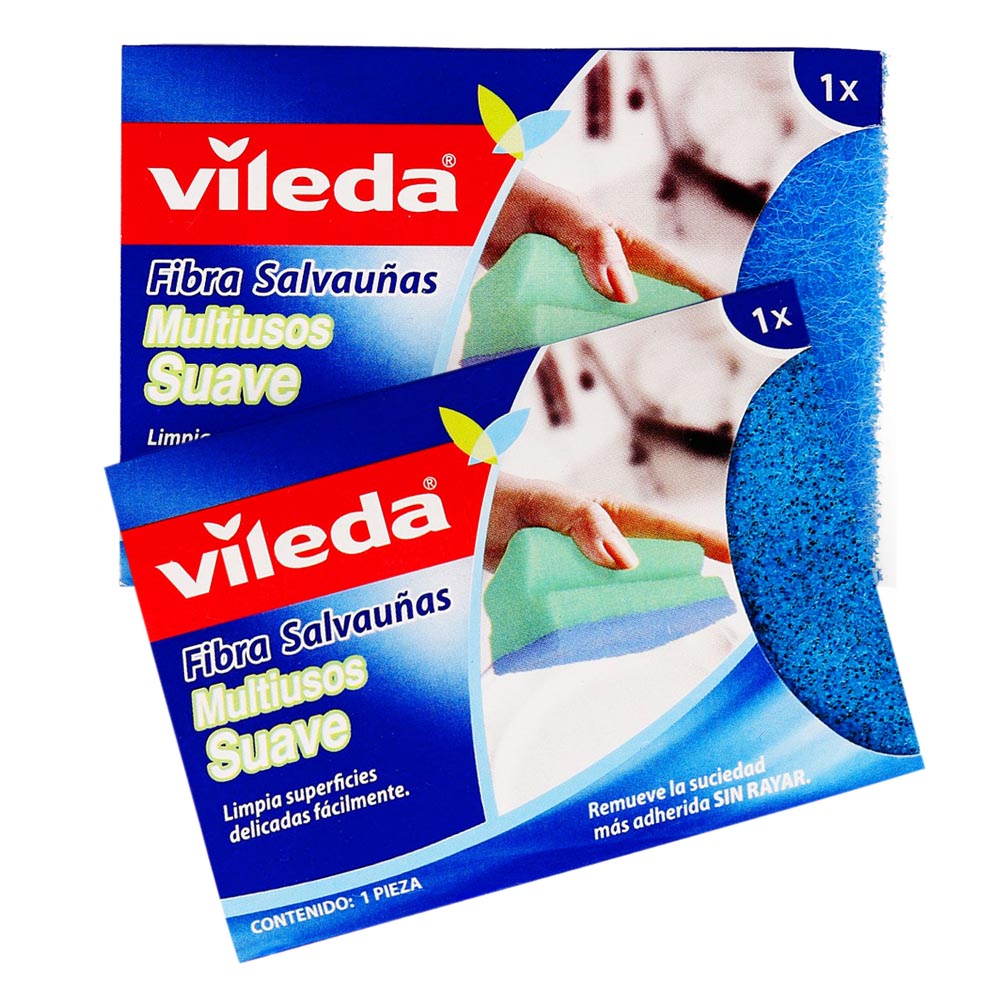 1x
vileda®
Fibra Salvauñas
Multiusos
Suave
Limpia
1x
vileda®
Fibra Salvauñas
Multiusos
Suave
Limpia superficies
delicadas fácilmente.
Remueve la suciedad
más adherida SIN RAYAR.
CONTENIDO: 1 PIEZA